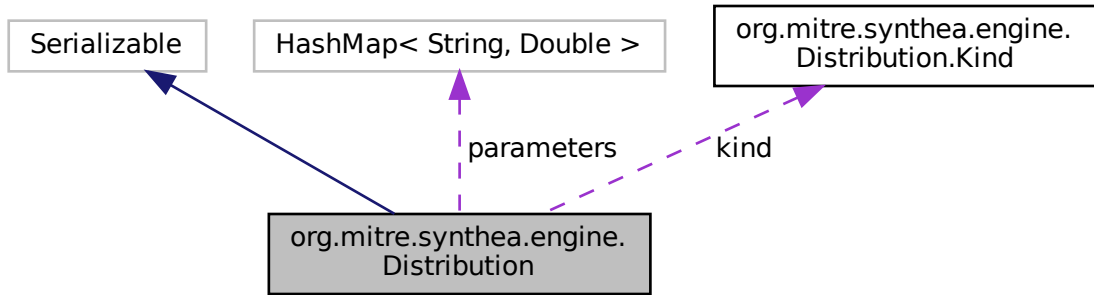 Serializable
HashMap< String, Double >
org.mitre.synthea.engine.
Distribution.Kind
parameters
kind
org.mitre.synthea.engine.
Distribution